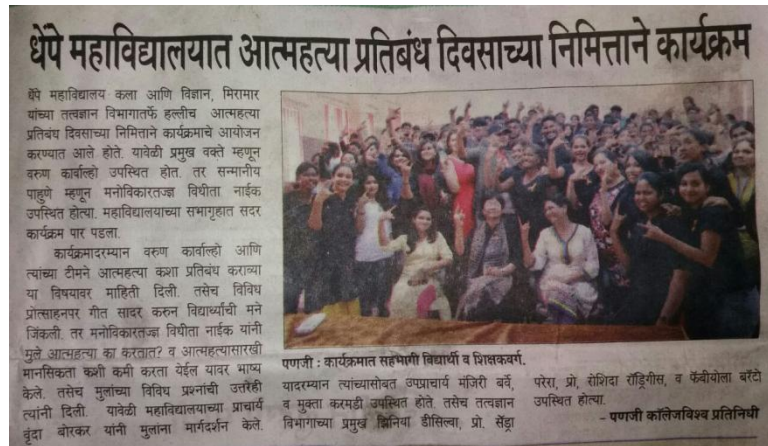 धेंपे महाविद्यालयात आत्महत्या प्रतिबंध दिवसाच्या निमित्ताने कार्यक्रम
धेंपे महाविद्यालय कला आणि विज्ञान, मिरामार
यांच्या तत्वज्ञान विभागातर्फे हल्लीच आत्महत्या
प्रतिबंध दिवसाच्या निमित्ताने कार्यक्रमाचे आयोजन
करण्यात आले होते. यावेळी प्रमुख वक्ते म्हणून
वरुण कार्वाल्हो उपस्थित होत. तर सन्मानीय
पाहुणे म्हणून मनोविकारतज्ज्ञ विधीता नाईक
उपस्थित होत्या. महाविद्यालयाच्या सभागृहात सदर
कार्यक्रम पार पडला.
कार्यक्रमादरम्यान वरुण कार्वाल्हो आणि
त्यांच्या टीमने आत्महत्या कशा प्रतिबंध कराव्या
या विषयावर माहिती दिली. तसेच विविध
प्रोत्साहनपर गीत सादर करुन विद्यार्थ्यांची मने
जिंकली. तर मनोविकारतज्ज्ञ विधीता नाईक यांनी
मुले आत्महत्या का करतात? व आत्महत्यासारखी
मानसिकता कशी कमी करता येईल यावर भाष्य
केले. तसेच मुलांच्या विविध प्रश्नांची उत्तरेही
त्यांनी दिली. यावेळी महाविद्यालयाच्या प्राचार्य
वृंदा बोरकर यांनी मुलांना मार्गदर्शन केले.
पणजी : कार्यक्रमात सहभागी विद्यार्थी व शिक्षकवर्ग.
यादरम्यान त्यांच्यासोबत उपप्राचार्य मंजिरी बर्वे,
व मुक्ता करमडी उपस्थित होते. तसेच तत्वज्ञान
विभागाच्या प्रमुख झिनिया डीसिल्वा, प्रो. सॅंड्रा
परेरा, प्रो, रोशिदा रॉड्रिगीस, व फॅबीयोला बरॅटो
उपस्थित होत्या.
- पणजी कॉलेजविश्व प्रतिनिधी